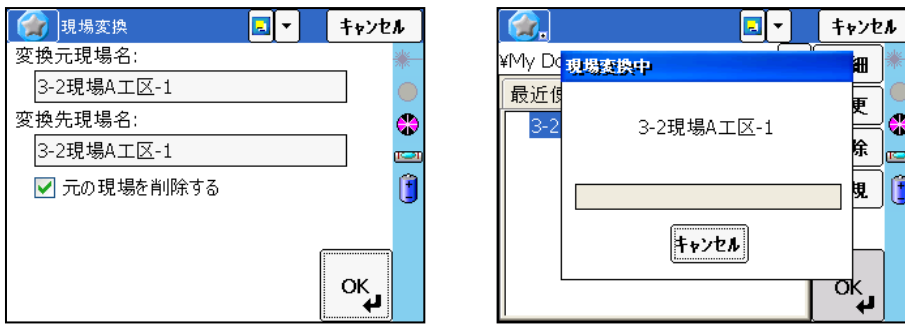 現場変換
キャンセル
変換元現場名:
3-2現場A工区-1
変換先現場名:
3-2現場A工区-1
元の現場を削除する
OK
キャンセル
¥My Do
細
最近使
更
3-2
除
規
現場変換中
3-2現場A工区-1
キャンセル
OK